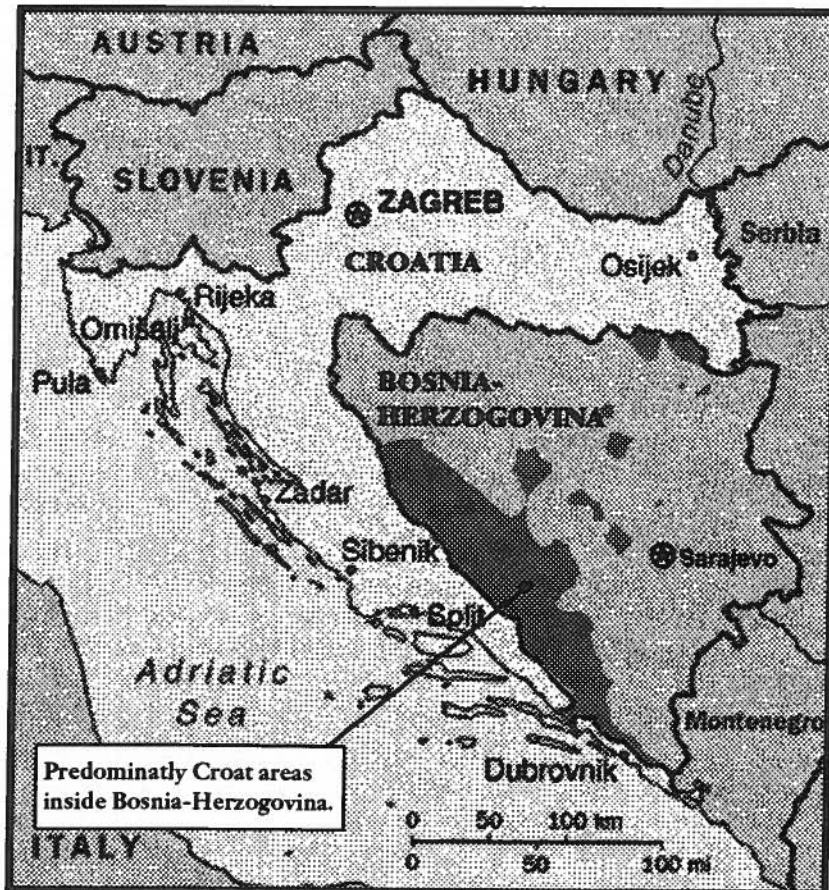 AUSTRIA
HUNGARY
Danube
IT.
SLOVENIA
ZAGREB
Serbia
CROATIA
Osijek
Rijeka
Omišalj
Pula
BOSNIA-
HERZOGOVINA
Zadar
Sibenik
Sarajevo
Split
Adriatic
Sea
Montenegro
Predominatly Croat areas
inside Bosnia-Herzogovina.
Dubrovnik
0 50 100 km
ITALY
0 50 100 mi